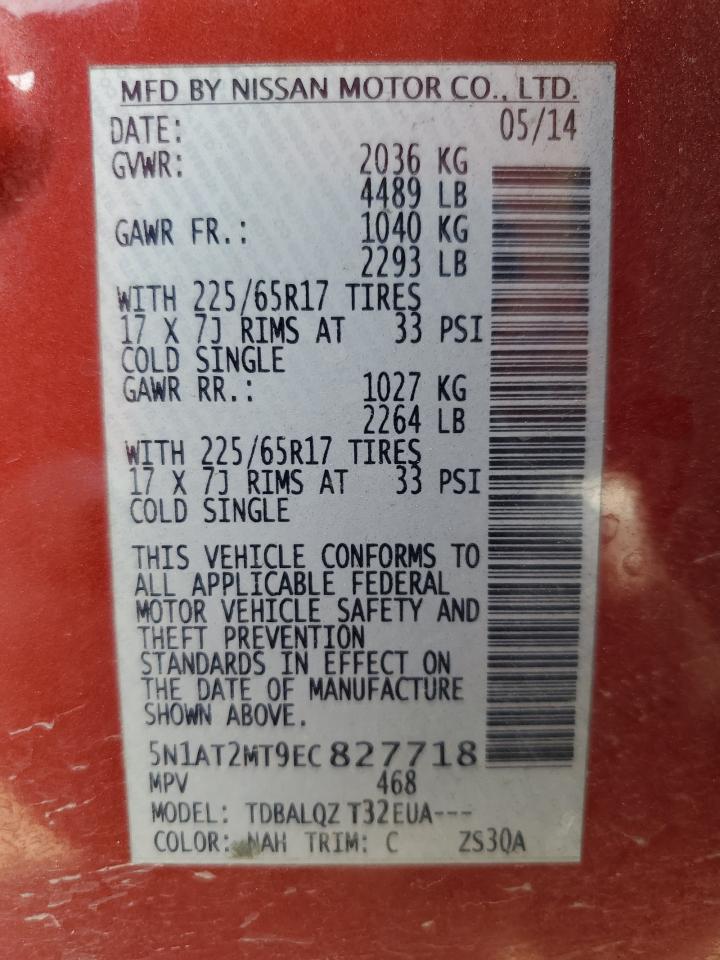 MFD BY NISSAN MOTOR CO., LTD.
DATE: 05/14
GVWR: 2036 KG
4489 LB
GAWR FR.: 1040 KG
2293 LB
WITH 225/65R17 TIRES
17 X 7J RIMS AT 33 PSI
COLD SINGLE
GAWR RR.: 1027 KG
2264 LB
WITH 225/65R17 TIRES
17 X 7J RIMS AT 33 PSI
COLD SINGLE
THIS VEHICLE CONFORMS TO
ALL APPLICABLE FEDERAL
MOTOR VEHICLE SAFETY AND
THEFT PREVENTION
STANDARDS IN EFFECT ON
THE DATE OF MANUFACTURE
SHOWN ABOVE.
5N1AT2MT9EC827718
MPV 468
MODEL: TDBALQZ T32EUA---
COLOR: NAH TRIM: C ZS3QA